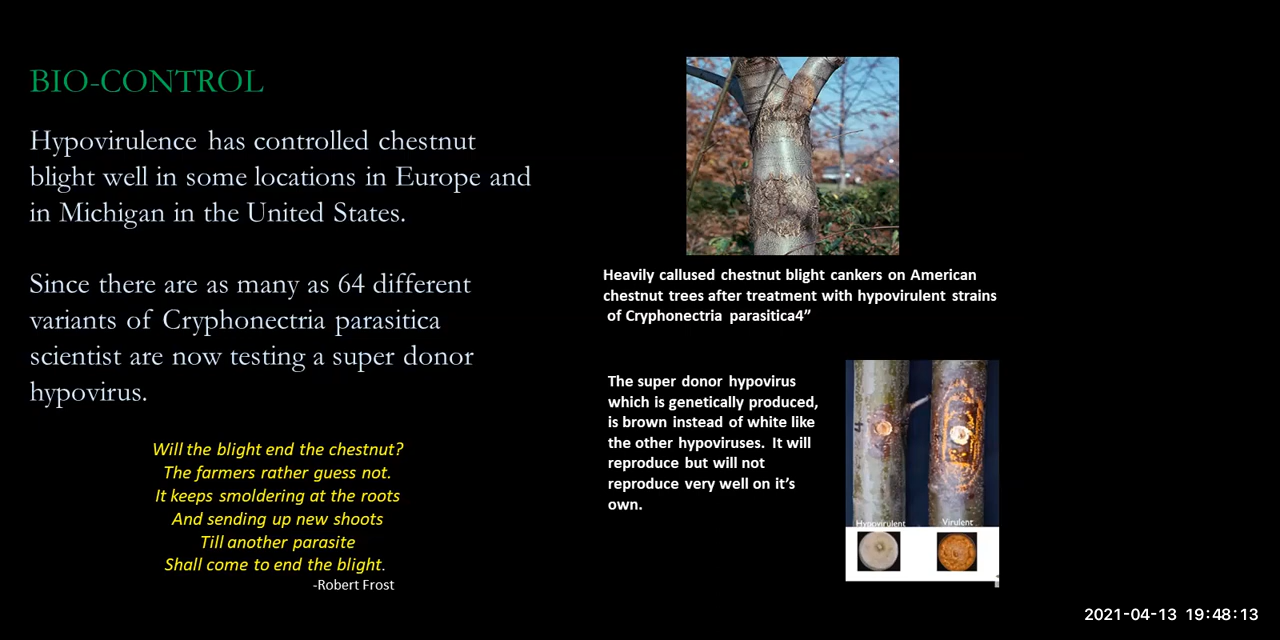 BIO-CONTROL
Hypovirulence has controlled chestnut
blight well in some locations in Europe and
in Michigan in the United States.
Since there are as many as 64 different
variants of Cryphonectria parasitica
scientist are now testing a super donor
hypovirus.
Will the blight end the chestnut?
The farmers rather guess not.
It keeps smoldering at the roots
And sending up new shoots
Till another parasite
Shall come to end the blight.
-Robert Frost
Heavily callused chestnut blight cankers on American
chestnut trees after treatment with hypovirulent strains
of Cryphonectria parasitica4”
The super donor hypovirus
which is genetically produced,
is brown instead of white like
the other hypoviruses. It will
reproduce but will not
reproduce very well on it’s
own.
Hypovirulent
Virulent
2021-04-13 19:48:13